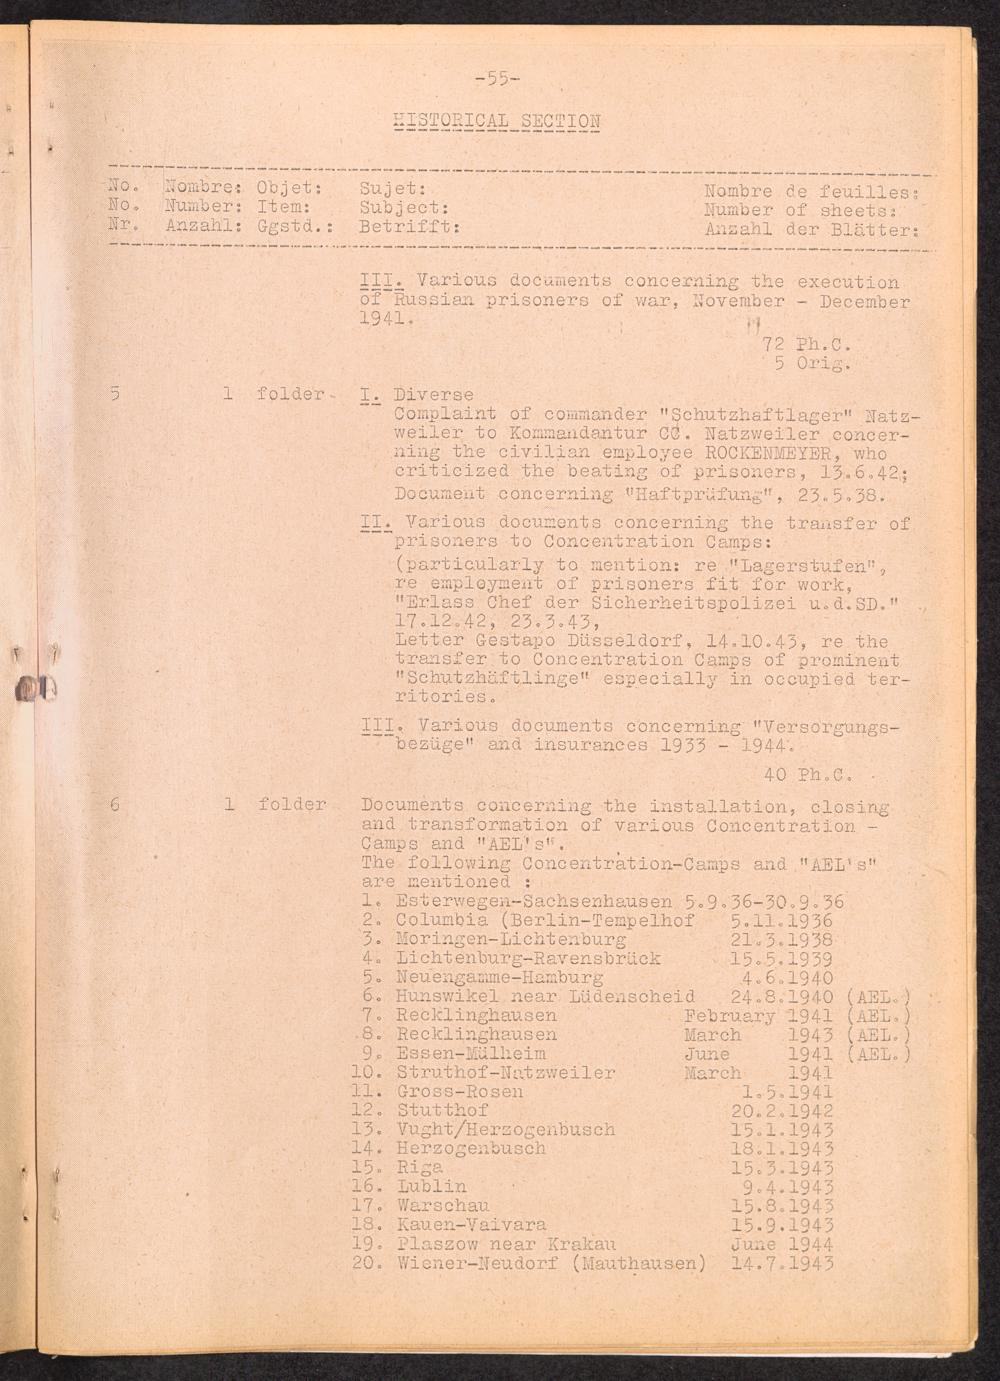 -55-
HISTORICAL SECTION
No. Nombre: Objet: Sujet: Nombre de feuilles:
No. Number: Item: Subject: Number of sheets:
Nr. Anzahl: Ggstd.: Betrifft: Anzahl der Blätter:
III. Various documents concerning the execution
of Russian prisoners of war, November - December
1941.
72 Ph.C.
5 Orig.
5 1 folder I. Diverse
Complaint of commander "Schutzhaftlager" Natz-
weiler to Kommandantur CC. Natzweiler concer-
ning the civilian employee ROCKENMEYER, who
criticized the beating of prisoners, 13.6.42;
Document concerning "Haftprüfung", 23.5.38.
II. Various documents concerning the transfer of
prisoners to Concentration Camps:
(particularly to mention: re "Lagerstufen",
re employment of prisoners fit for work,
"Erlass Chef der Sicherheitspolizei u.d.SD."
17.12.42, 23.3.43,
Letter Gestapo Düsseldorf, 14.10.43, re the
transfer to Concentration Camps of prominent
"Schutzhäftlinge" especially in occupied ter-
ritories.
III. Various documents concerning "Versorgungs-
bezüge" and insurances 1933 - 1944.
40 Ph.C.
6 1 folder Documents concerning the installation, closing
and transformation of various Concentration -
Camps and "AEL's".
The following Concentration-Camps and "AEL's"
are mentioned :
1. Esterwegen-Sachsenhausen 5.9.36-30.9.36
2. Columbia (Berlin-Tempelhof 5.11.1936
3. Moringen-Lichtenburg 21.3.1938
4. Lichtenburg-Ravensbrück 15.5.1939
5. Neuengamme-Hamburg 4.6.1940
6. Hunswikel near Lüdenscheid 24.8.1940 (AEL.)
7. Recklinghausen February 1941 (AEL.)
8. Recklinghausen March 1943 (AEL.)
9. Essen-Mülheim June 1941 (AEL.)
10. Struthof-Natzweiler March 1941
11. Gross-Rosen 1.5.1941
12. Stutthof 20.2.1942
13. Vught/Herzogenbusch 15.1.1943
14. Herzogenbusch 18.1.1943
15. Riga 15.3.1943
16. Lublin 9.4.1943
17. Warschau 15.8.1943
18. Kauen-Vaivara 15.9.1943
19. Plaszow near Krakau June 1944
20. Wiener-Neudorf (Mauthausen) 14.7.1943